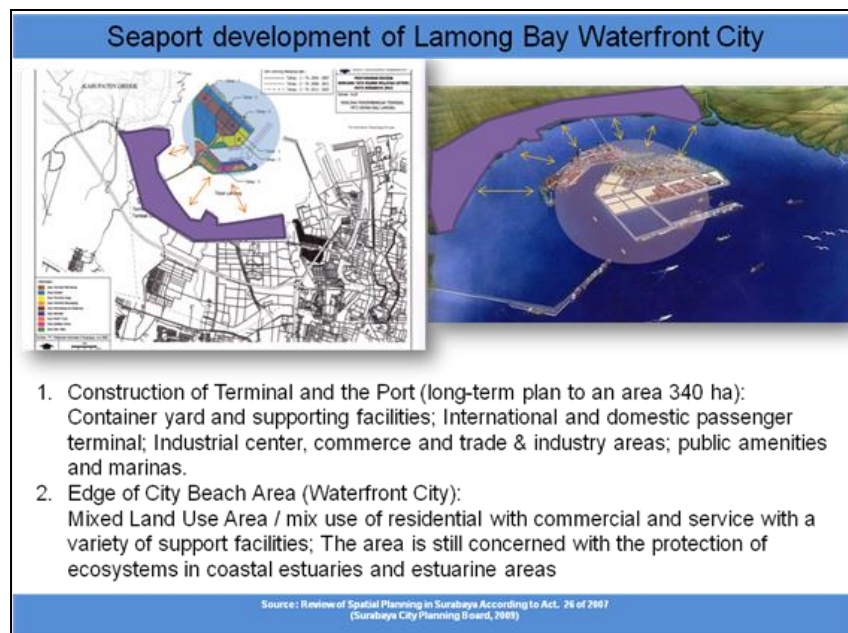 Seaport development of Lamong Bay Waterfront City
KABUPATEN GRESIK
1. Construction of Terminal and the Port (long-term plan to an area 340 ha):
Container yard and supporting facilities; International and domestic passenger
terminal; Industrial center, commerce and trade & industry areas; public amenities
and marinas.
2. Edge of City Beach Area (Waterfront City):
Mixed Land Use Area / mix use of residential with commercial and service with a
variety of support facilities; The area is still concerned with the protection of
ecosystems in coastal estuaries and estuarine areas
Source: Review of Spatial Planning in Surabaya According to Act. 26 of 2007
(Surabaya City Planning Board, 2009)